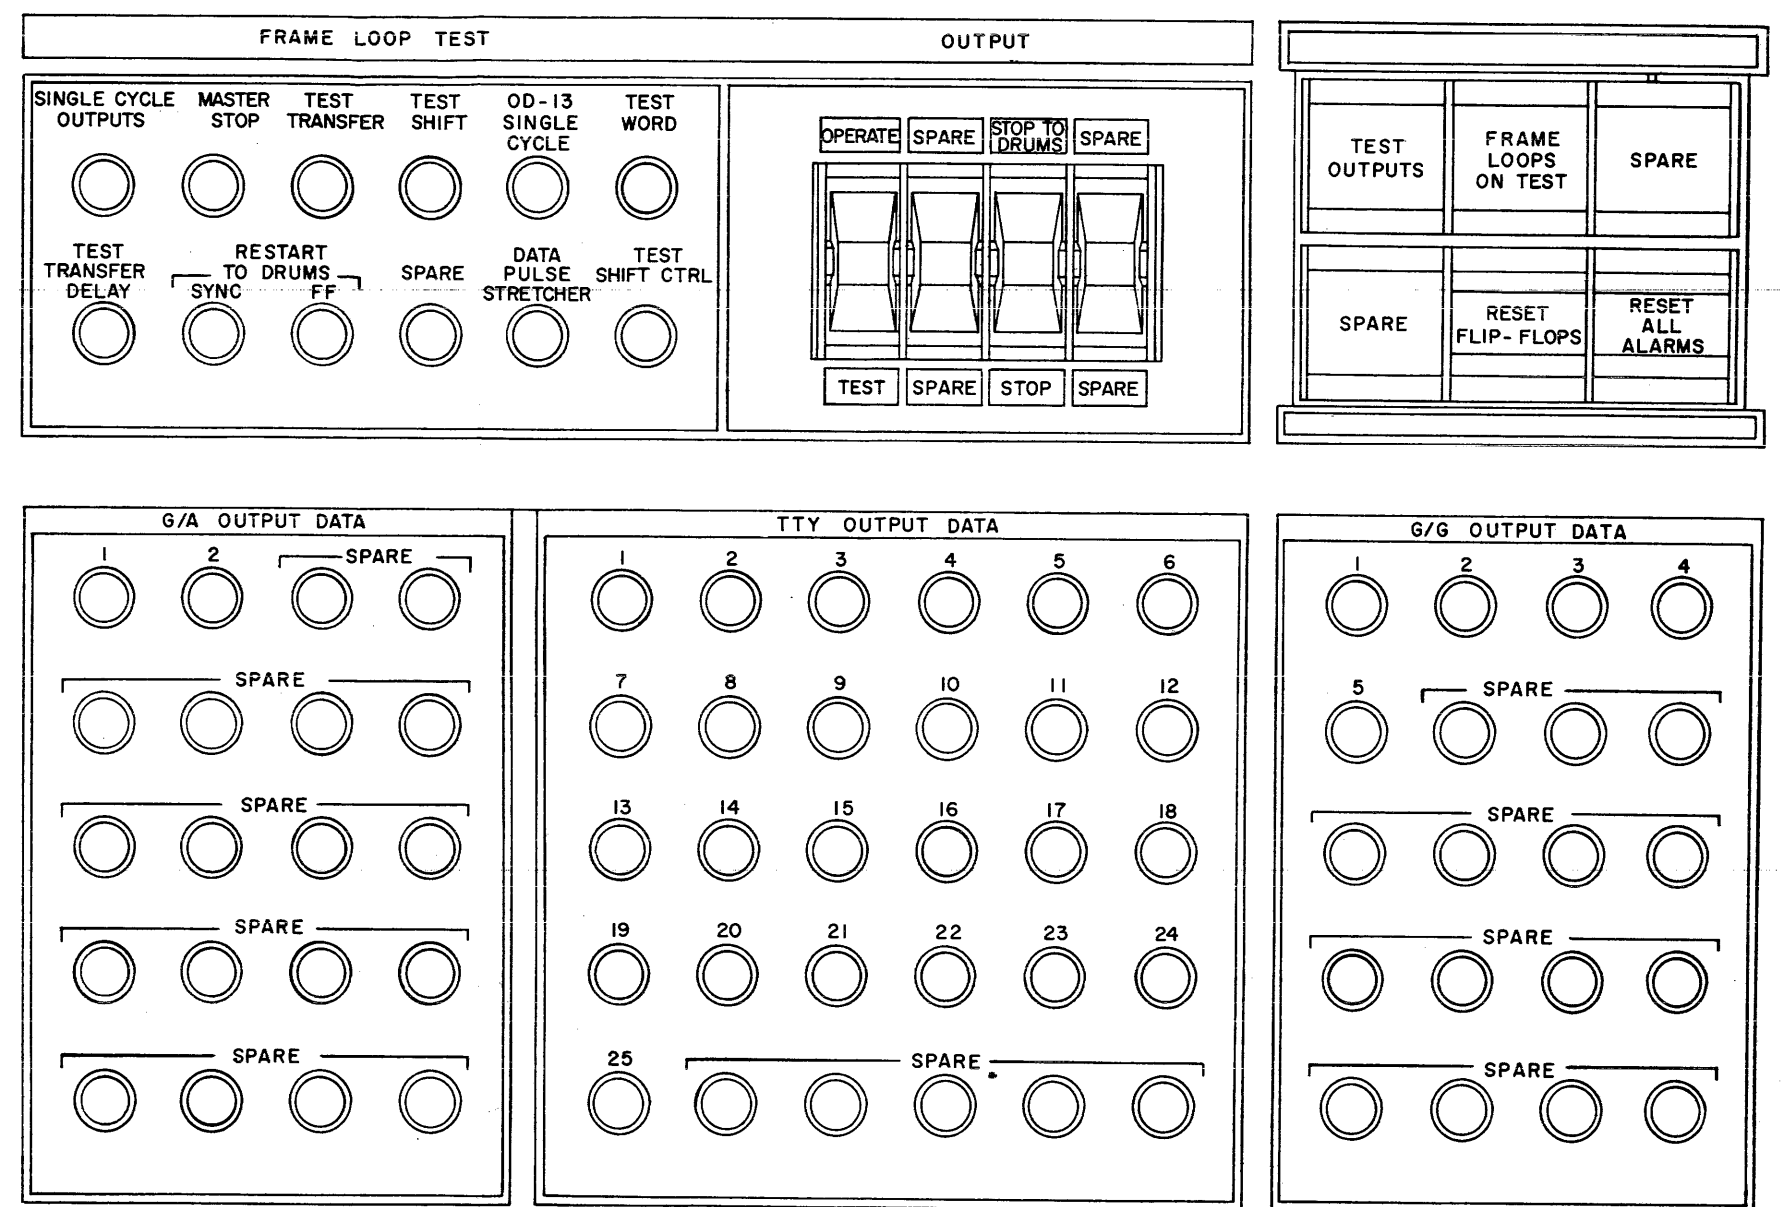 FRAME LOOP TEST
OUTPUT
SINGLE CYCLE
OUTPUTS
MASTER
STOP
TEST
TRANSFER
TEST
SHIFT
OD-13
SINGLE
CYCLE
TEST
WORD
TEST
TRANSFER
DELAY
RESTART
TO DRUMS
SYNC
FF
SPARE
DATA
PULSE
STRETCHER
TEST
SHIFT CTRL
OPERATE
SPARE
STOP TO
DRUMS
SPARE
TEST
SPARE
STOP
SPARE
TEST
OUTPUTS
FRAME
LOOPS
ON TEST
SPARE
SPARE
RESET
FLIP-FLOPS
RESET
ALL
ALARMS
G/A OUTPUT DATA
1 2 SPARE
SPARE
SPARE
SPARE
SPARE
TTY OUTPUT DATA
1 2 3 4 5 6
7 8 9 10 11 12
13 14 15 16 17 18
19 20 21 22 23 24
25 SPARE
G/G OUTPUT DATA
1 2 3 4
5 SPARE
SPARE
SPARE
SPARE